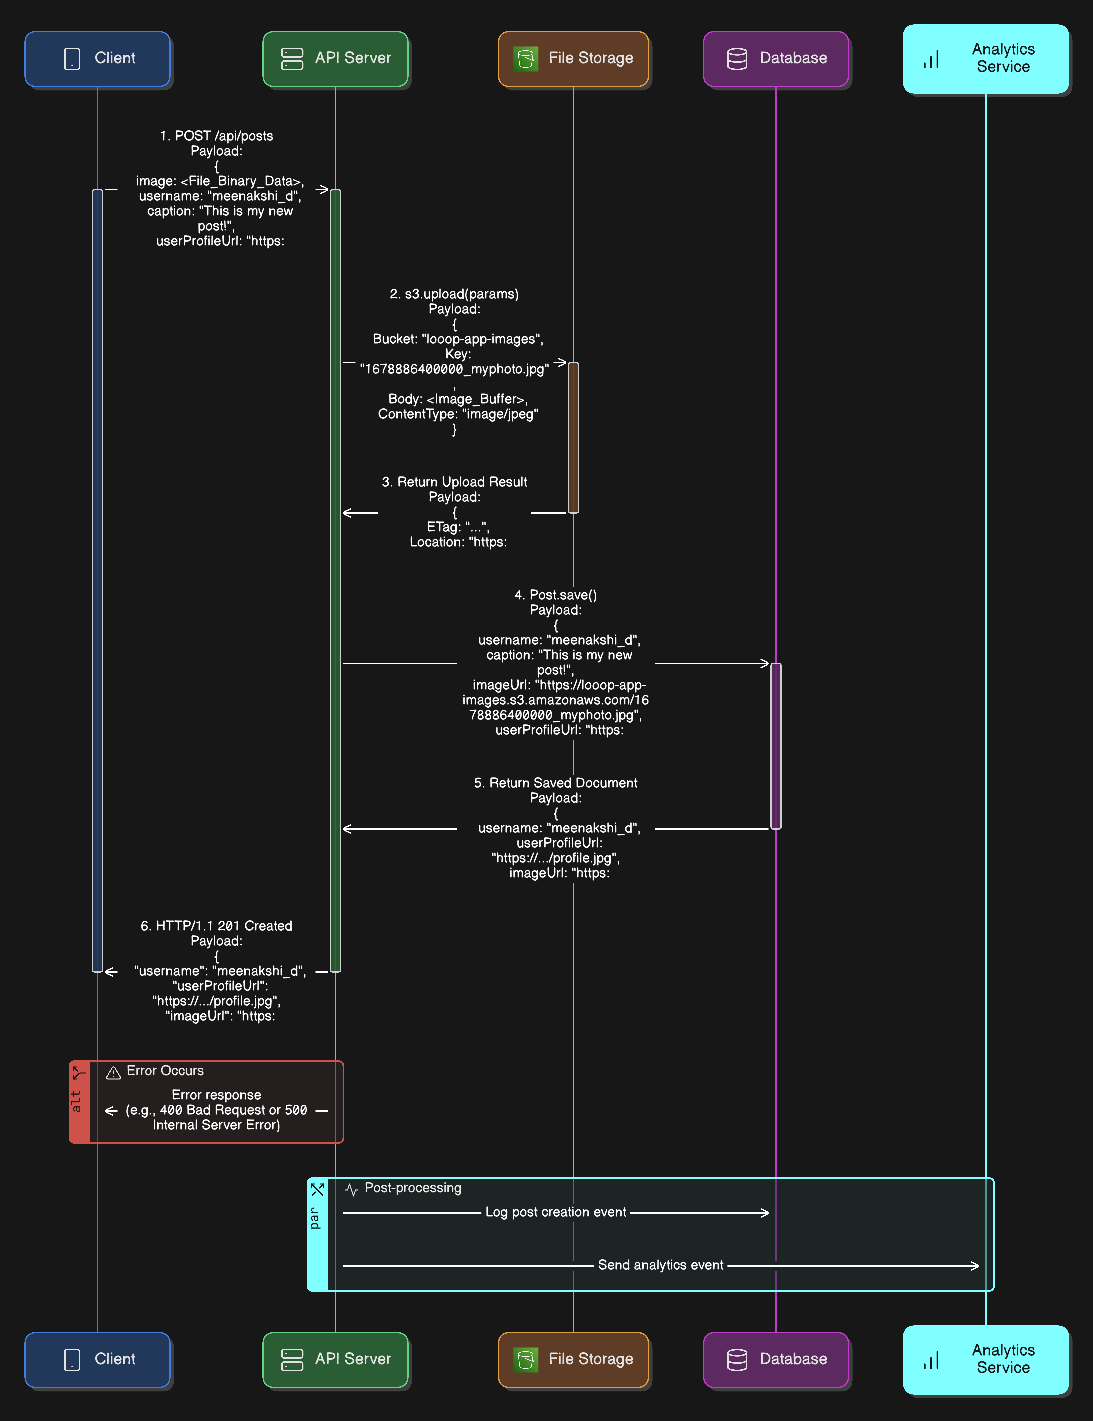 Client
API Server
File Storage
Database
Analytics
Service
1. POST /api/posts
Payload:
{
image: <File_Binary_Data>,
username: "meenakshi_d",
caption: "This is my new
post!",
userProfileUrl: "https:
2. s3.upload(params)
Payload:
{
Bucket: "looop-app-images",
Key:
"1678886400000_myphoto.jpg"
,
Body: <Image_Buffer>,
ContentType: "image/jpeg"
}
3. Return Upload Result
Payload:
{
ETag: "...",
Location: "https:
4. Post.save()
Payload:
{
username: "meenakshi_d",
caption: "This is my new
post!",
imageUrl: "https://looop-app-
images.s3.amazonaws.com/16
78886400000_myphoto.jpg",
userProfileUrl: "https:
5. Return Saved Document
Payload:
{
username: "meenakshi_d",
userProfileUrl:
"https://.../profile.jpg",
imageUrl: "https:
6. HTTP/1.1 201 Created
Payload:
{
"username": "meenakshi_d",
"userProfileUrl":
"https://.../profile.jpg",
"imageUrl": "https:
alt
Error Occurs
Error response
(e.g., 400 Bad Request or 500
Internal Server Error)
par
Post-processing
Log post creation event
Send analytics event
Client
API Server
File Storage
Database
Analytics
Service